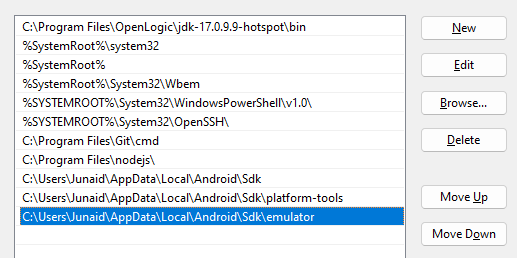 C:\Program Files\OpenLogic\jdk-17.0.9.9-hotspot\bin
%SystemRoot%\system32
%SystemRoot%
%SystemRoot%\System32\Wbem
%SYSTEMROOT%\System32\WindowsPowerShell\v1.0\
%SYSTEMROOT%\System32\OpenSSH\
C:\Program Files\Git\cmd
C:\Program Files\nodejs\
C:\Users\Junaid\AppData\Local\Android\Sdk
C:\Users\Junaid\AppData\Local\Android\Sdk\platform-tools
C:\Users\Junaid\AppData\Local\Android\Sdk\emulator
New
Edit
Browse...
Delete
Move Up
Move Down